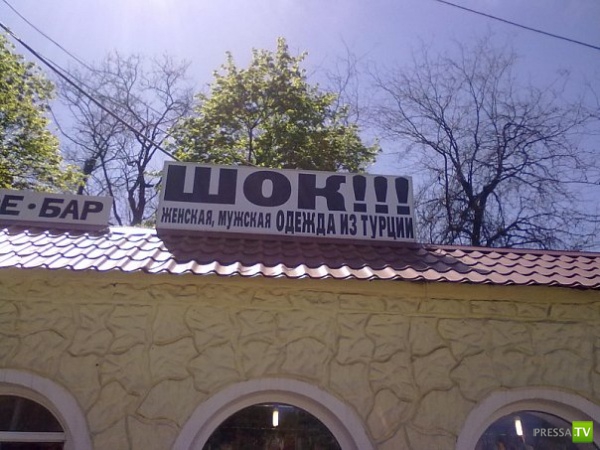 ШОК!!!
ЖЕНСКАЯ, МУЖСКАЯ ОДЕЖДА ИЗ ТУРЦИИ
Е·БАР
PRESSA.TV